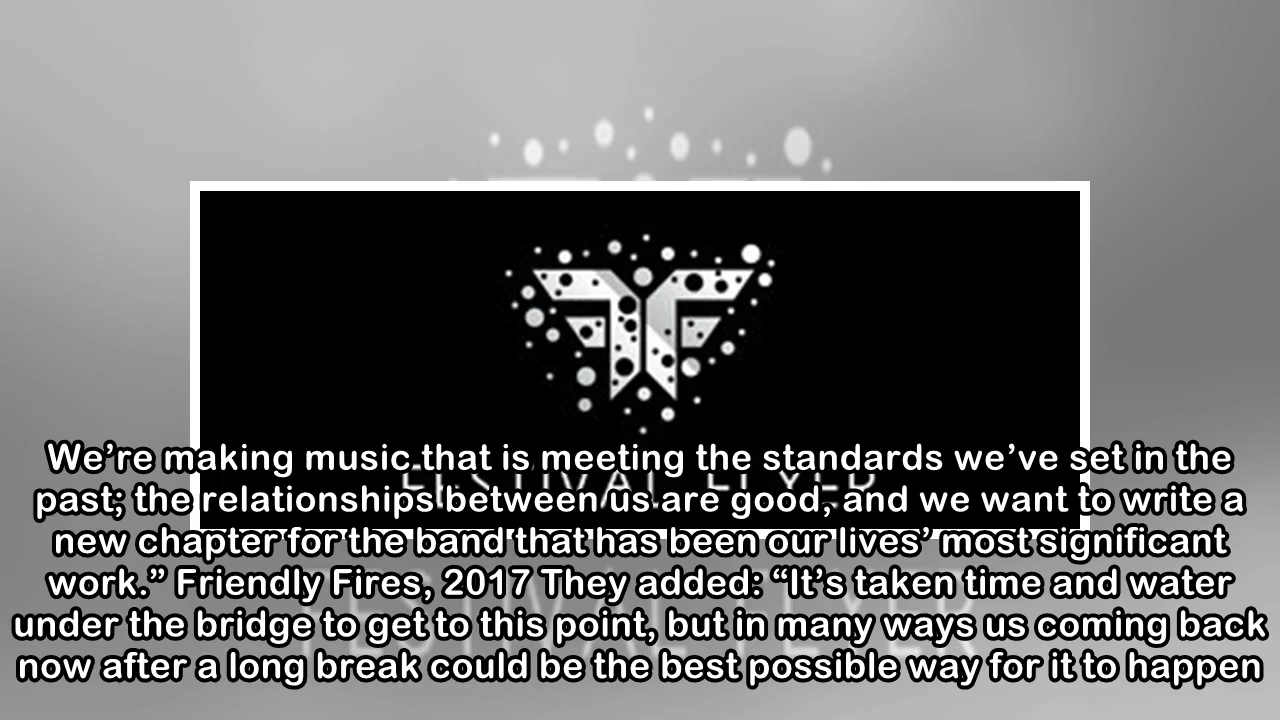 FESTIVAL FLYER
We’re making music that is meeting the standards we’ve set in the
past; the relationships between us are good, and we want to write a
new chapter for the band that has been our lives’ most significant
work.” Friendly Fires, 2017 They added: “It’s taken time and water
under the bridge to get to this point, but in many ways us coming back
now after a long break could be the best possible way for it to happen